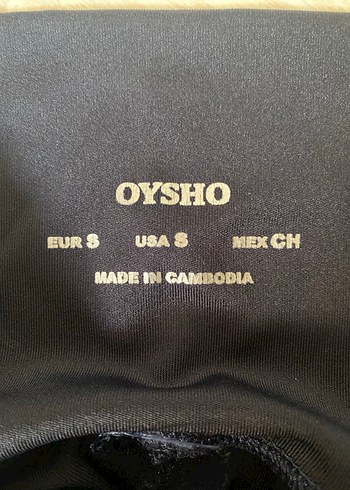 OYSHO
EUR S USA S MEX CH
MADE IN CAMBODIA